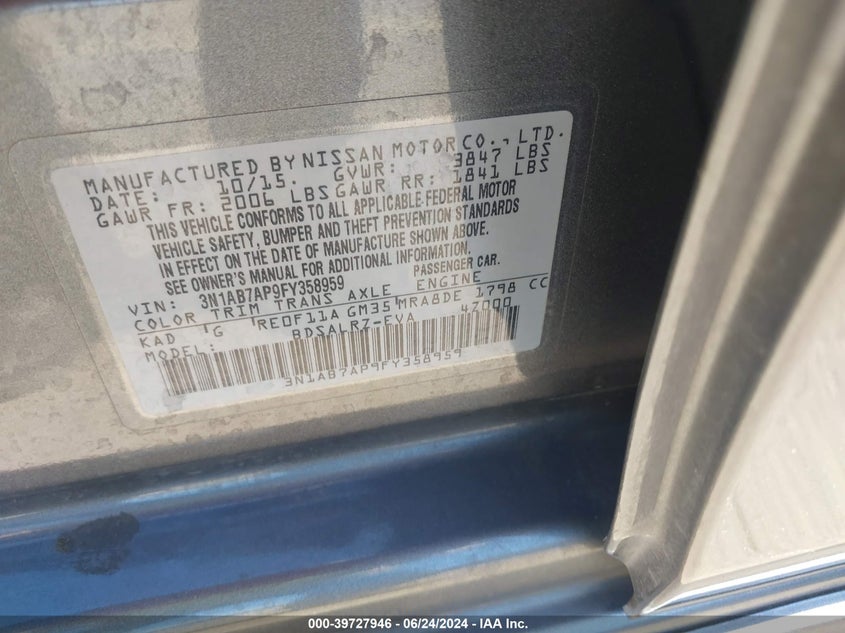 MANUFACTURED BY NISSAN MOTOR CO., LTD.
DATE: 10/15. GVWR: 3847 LBS
GAWR FR: 2006 LBS GAWR RR: 1841 LBS
THIS VEHICLE CONFORMS TO ALL APPLICABLE FEDERAL MOTOR
VEHICLE SAFETY, BUMPER AND THEFT PREVENTION STANDARDS
IN EFFECT ON THE DATE OF MANUFACTURE SHOWN ABOVE.
SEE OWNER'S MANUAL FOR ADDITIONAL INFORMATION.
VIN: 3N1AB7AP9FY358959 PASSENGER CAR.
COLOR TRIM TRANS AXLE ENGINE
KAD G RE0F11A GM35 MRA8DE 1798 CC
MODEL: BDSALRZ-EVA 4Z000
3N1AB7AP9FY358959
000-39727946 / 06/24/2024 - IAA Inc.